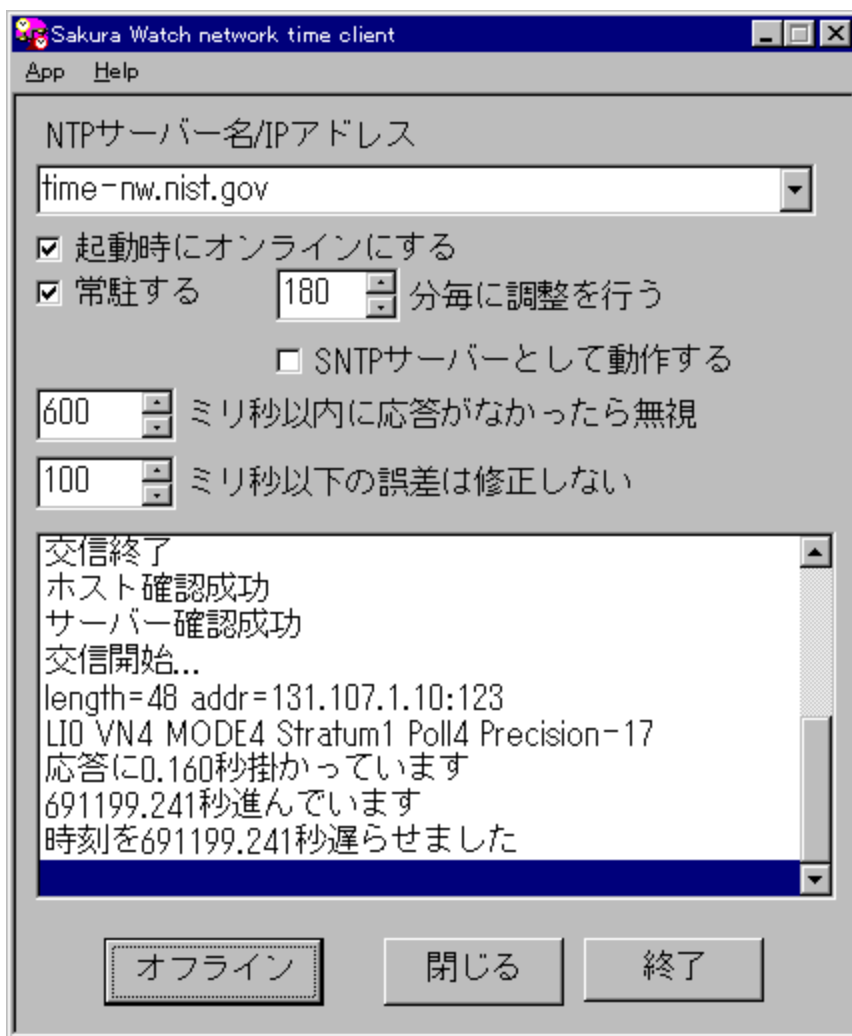 Sakura Watch network time client
App Help
NTPサーバー名/IPアドレス
time-nw.nist.gov
起動時にオンラインにする
常駐する 180 分毎に調整を行う
SNTPサーバーとして動作する
600 ミリ秒以内に応答がなかったら無視
100 ミリ秒以下の誤差は修正しない
交信終了
ホスト確認成功
サーバー確認成功
交信開始...
length=48 addr=131.107.1.10:123
LI0 VN4 MODE4 Stratum1 Poll4 Precision-17
応答に0.160秒掛かっています
691199.241秒進んでいます
時刻を691199.241秒遅らせました
オフライン 閉じる 終了